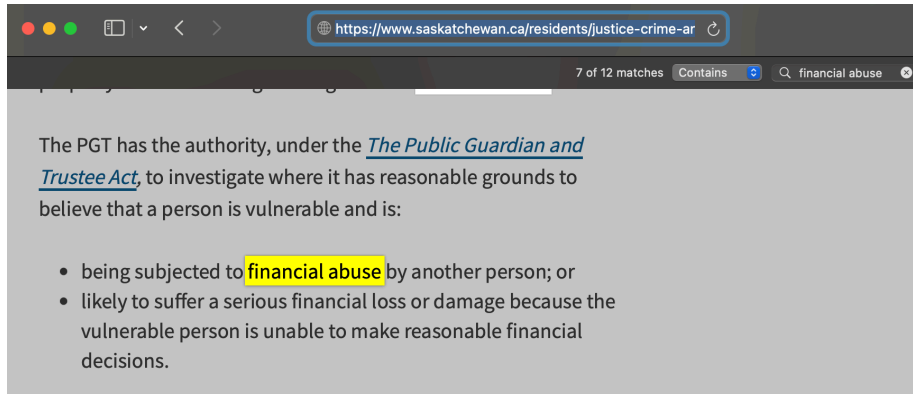 https://www.saskatchewan.ca/residents/justice-crime-ar
7 of 12 matches Contains financial abuse
The PGT has the authority, under the The Public Guardian and
Trustee Act, to investigate where it has reasonable grounds to
believe that a person is vulnerable and is:
• being subjected to financial abuse by another person; or
• likely to suffer a serious financial loss or damage because the
vulnerable person is unable to make reasonable financial
decisions.